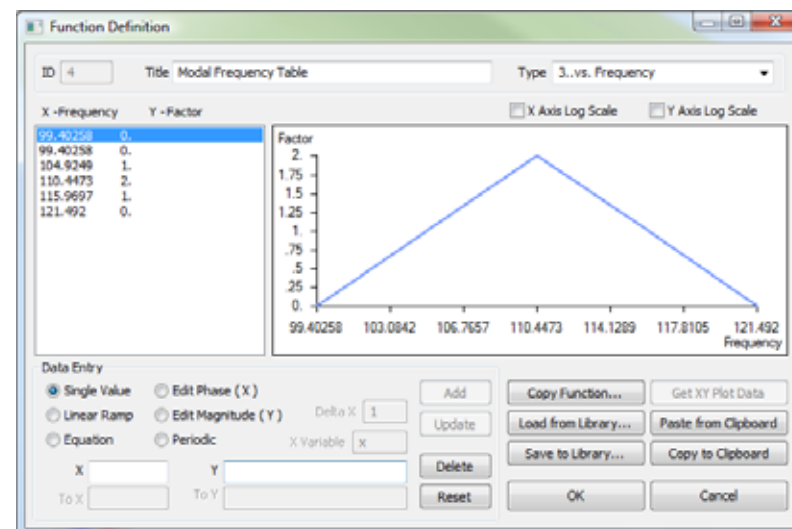 Function Definition
ID 4 Title Modal Frequency Table Type 3..vs. Frequency
X -Frequency Y -Factor X Axis Log Scale Y Axis Log Scale
99.40258 0.
99.40258 0.
104.9249 1.
110.4473 2.
115.9697 1.
121.492 0.
Factor
2.
1.75
1.5
1.25
1.
.75
.5
.25
0.
99.40258 103.0842 106.7657 110.4473 114.1289 117.8105 121.492
Frequency
Data Entry
Single Value Edit Phase (X) Add Copy Function... Get XY Plot Data
Linear Ramp Edit Magnitude (Y) Delta X 1 Update Load from Library... Paste from Clipboard
Equation Periodic X Variable x
X Y Delete Save to Library... Copy to Clipboard
To X To Y Reset OK Cancel